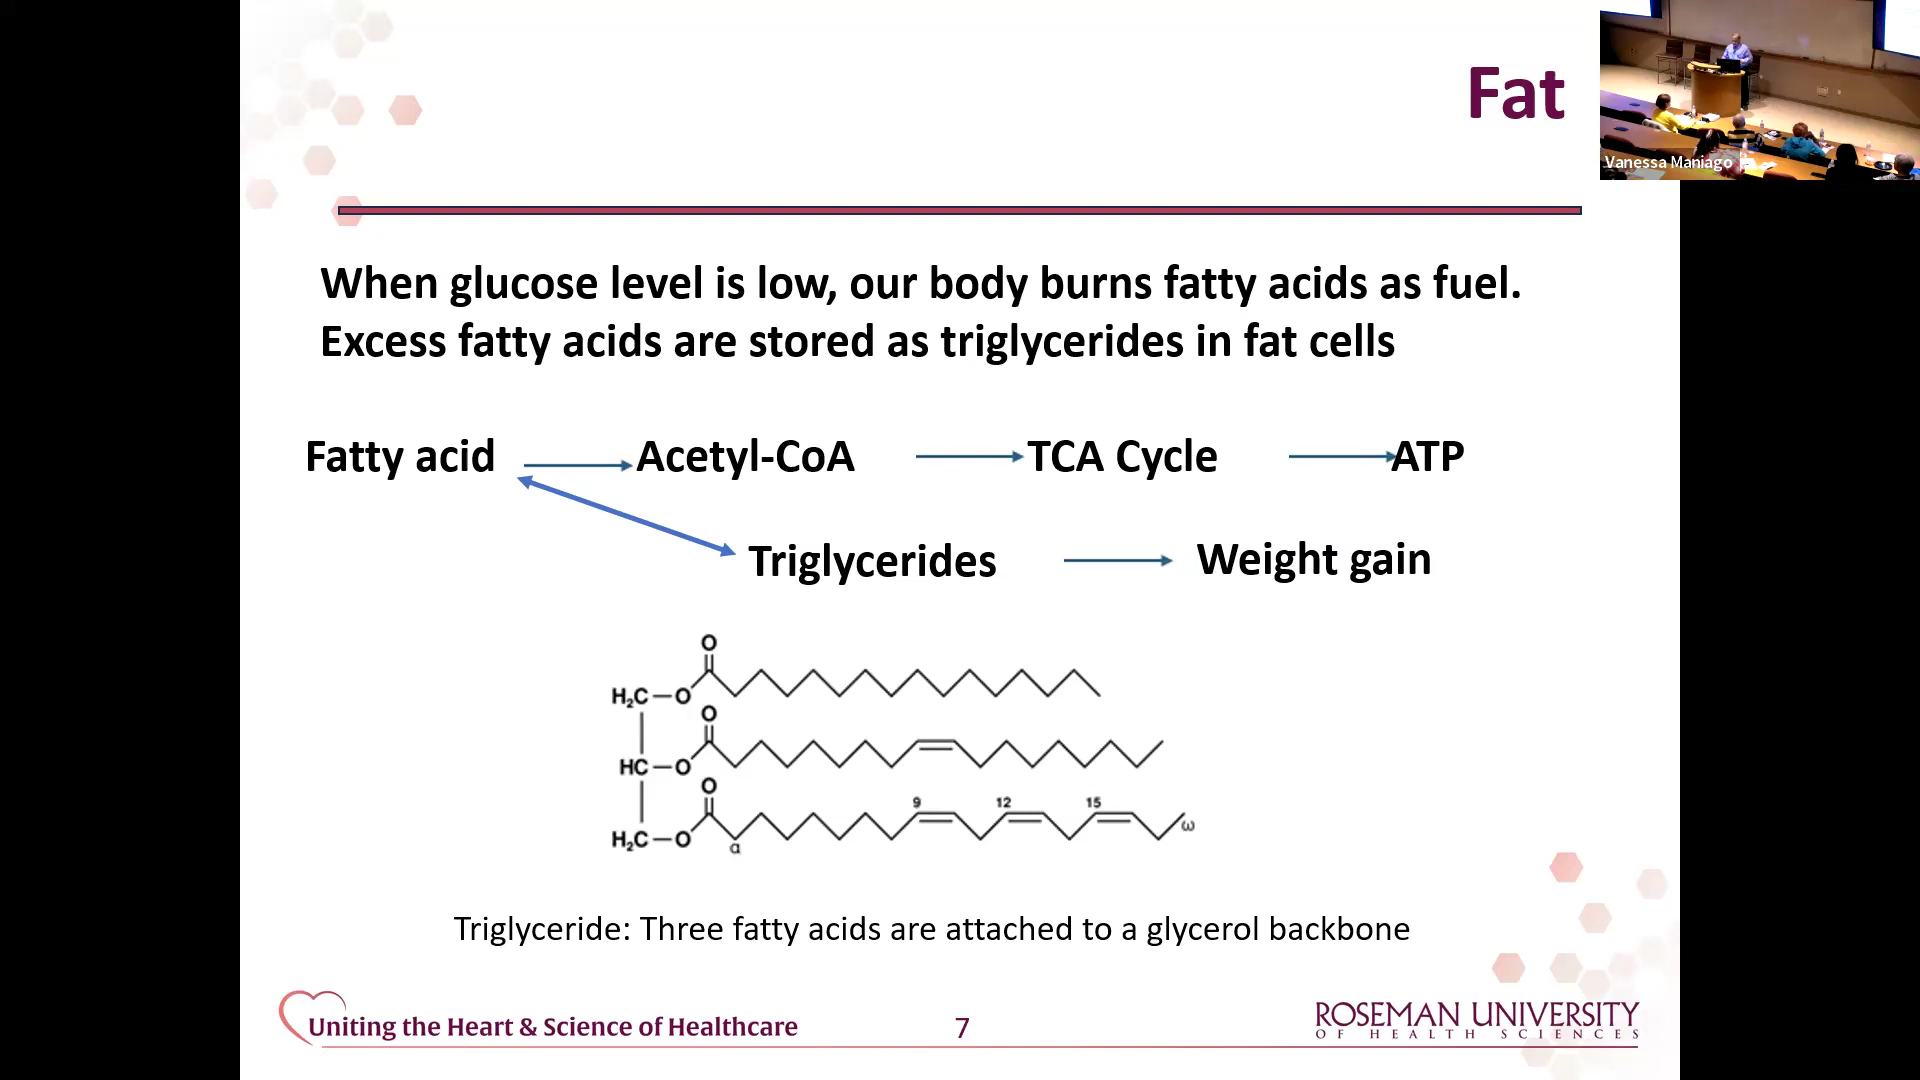 Fat
Vanessa Maniago
When glucose level is low, our body burns fatty acids as fuel.
Excess fatty acids are stored as triglycerides in fat cells
Fatty acid Acetyl-CoA TCA Cycle ATP
Triglycerides Weight gain
O
H₂C—O
O
HC—O
O 9 12 15
ω
H₂C—O
α
Triglyceride: Three fatty acids are attached to a glycerol backbone
Uniting the Heart & Science of Healthcare
7
ROSEMAN UNIVERSITY
OF HEALTH SCIENCES